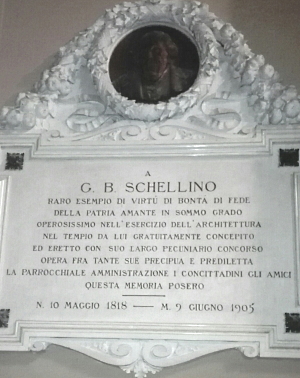 A
G. B. SCHELLINO
RARO ESEMPIO DI VIRTÙ DI BONTÀ DI FEDE
DELLA PATRIA AMANTE IN SOMMO GRADO
OPEROSISSIMO NELL'ESERCIZIO DELL'ARCHITETTURA
NEL TEMPIO DA LUI GRATUITAMENTE CONCEPITO
ED ERETTO CON SUO LARGO PECUNIARIO CONCORSO
OPERA FRA TANTE SUE PRECIPUA E PREDILETTA
LA PARROCCHIALE AMMINISTRAZIONE I CONCITTADINI GLI AMICI
QUESTA MEMORIA POSERO
N. 10 MAGGIO 1818 — M. 9 GIUGNO 1905